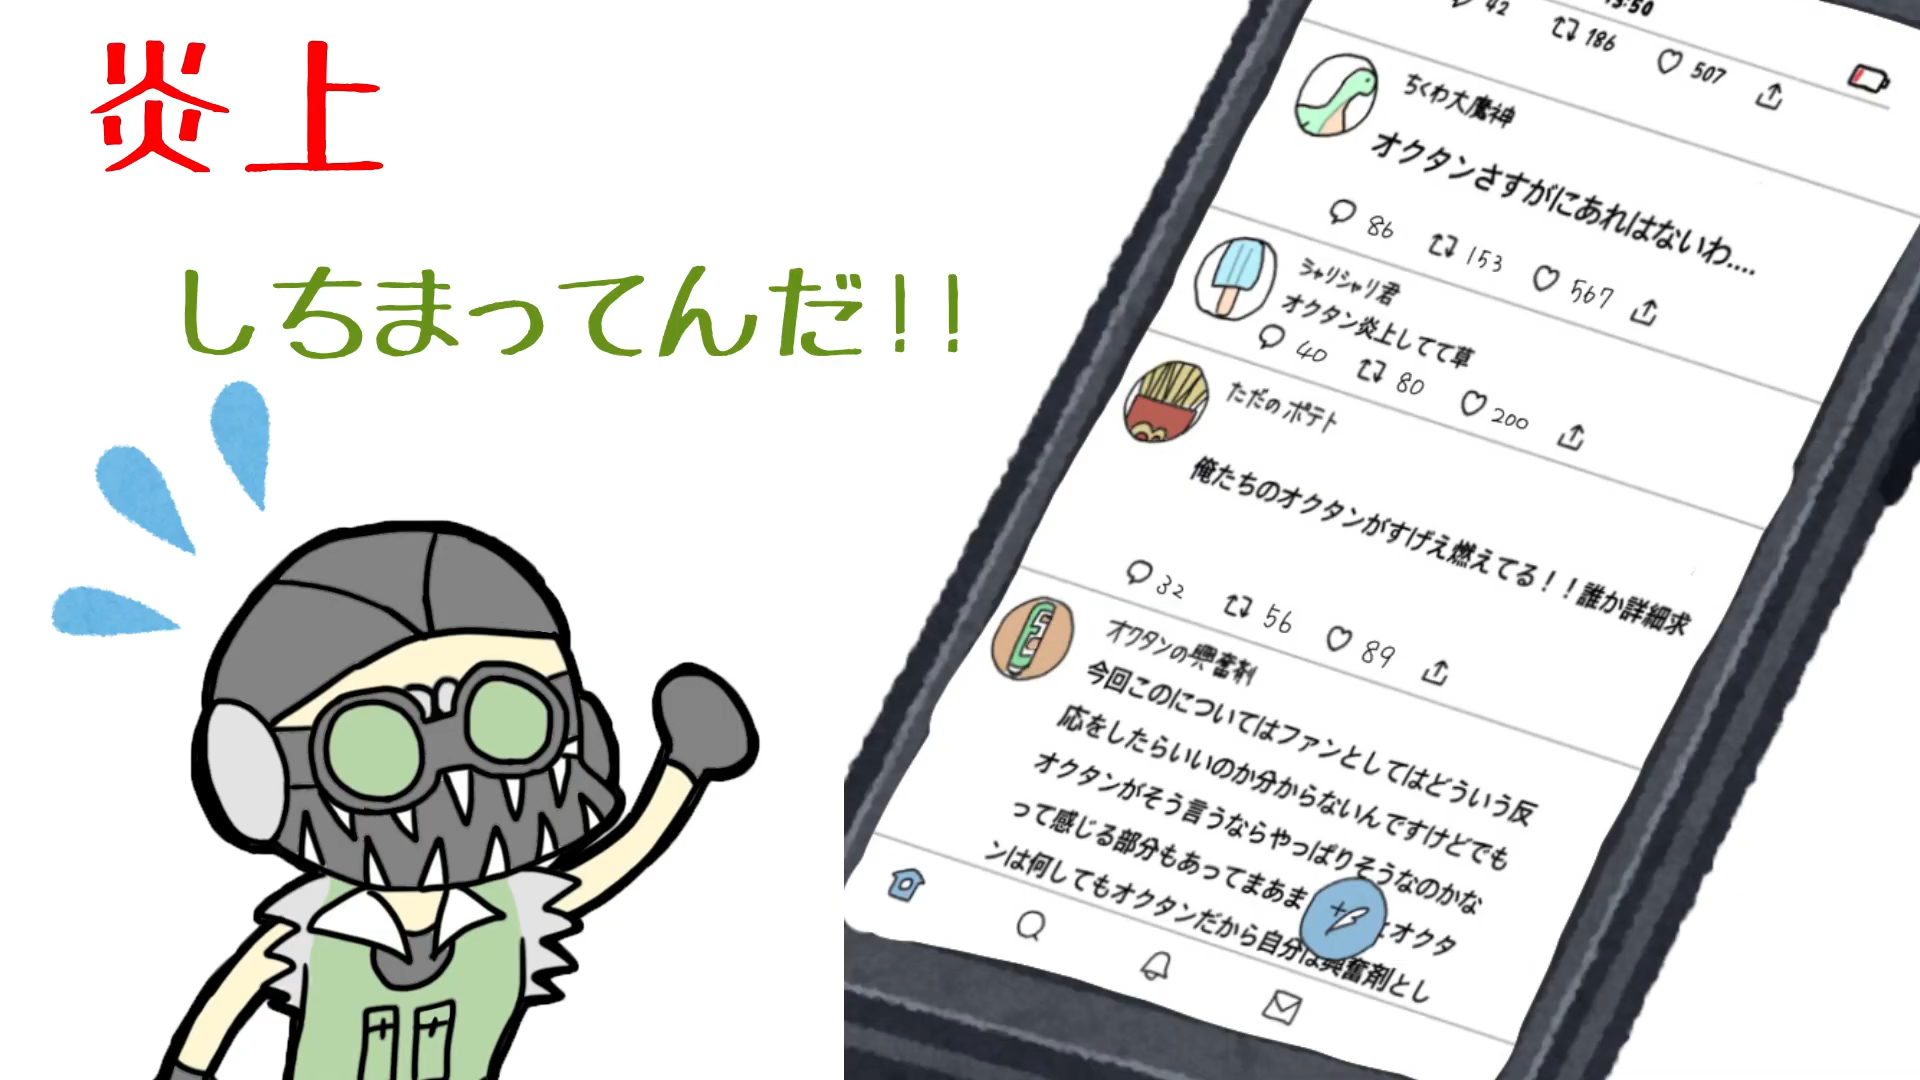 炎上
しちまってんだ!!
13:50
42 186 507
ちくわ大魔神
オクタンさすがにあれはないわ....
86 153 567
シャリシャリ君
オクタン炎上してて草
40 80 200
ただのポテト
俺たちのオクタンがすげえ燃えてる！！誰か詳細求
32 56 89
オクタンの興奮剤
今回このについてはファンとしてはどういう反
応をしたらいいのか分からないんですけどでも
オクタンがそう言うならやっぱりそうなのかな
って感じる部分もあってまあま オクタ
ンは何してもオクタンだから自分は興奮剤とし